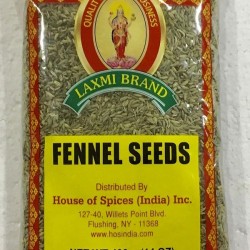 QUALITY
BUSINESS
LAXMI BRAND
FENNEL SEEDS
Distributed By
House of Spices (India) Inc.
127-40, Willets Point Blvd.
Flushing, NY - 11368
www.hosindia.com